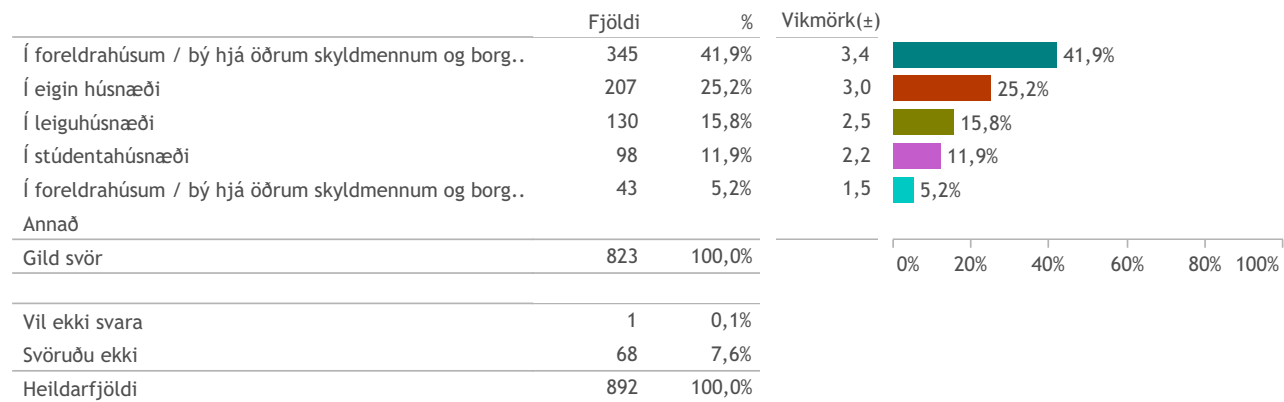 Fjöldi % Vikmörk(±)
Í foreldrahúsum / bý hjá öðrum skyldmennum og borg.. 345 41,9% 3,4 41,9%
Í eigin húsnæði 207 25,2% 3,0 25,2%
Í leiguhúsnæði 130 15,8% 2,5 15,8%
Í stúdentahúsnæði 98 11,9% 2,2 11,9%
Í foreldrahúsum / bý hjá öðrum skyldmennum og borg.. 43 5,2% 1,5 5,2%
Annað
Gild svör 823 100,0%
0% 20% 40% 60% 80% 100%
Vil ekki svara 1 0,1%
Svöruðu ekki 68 7,6%
Heildarfjöldi 892 100,0%